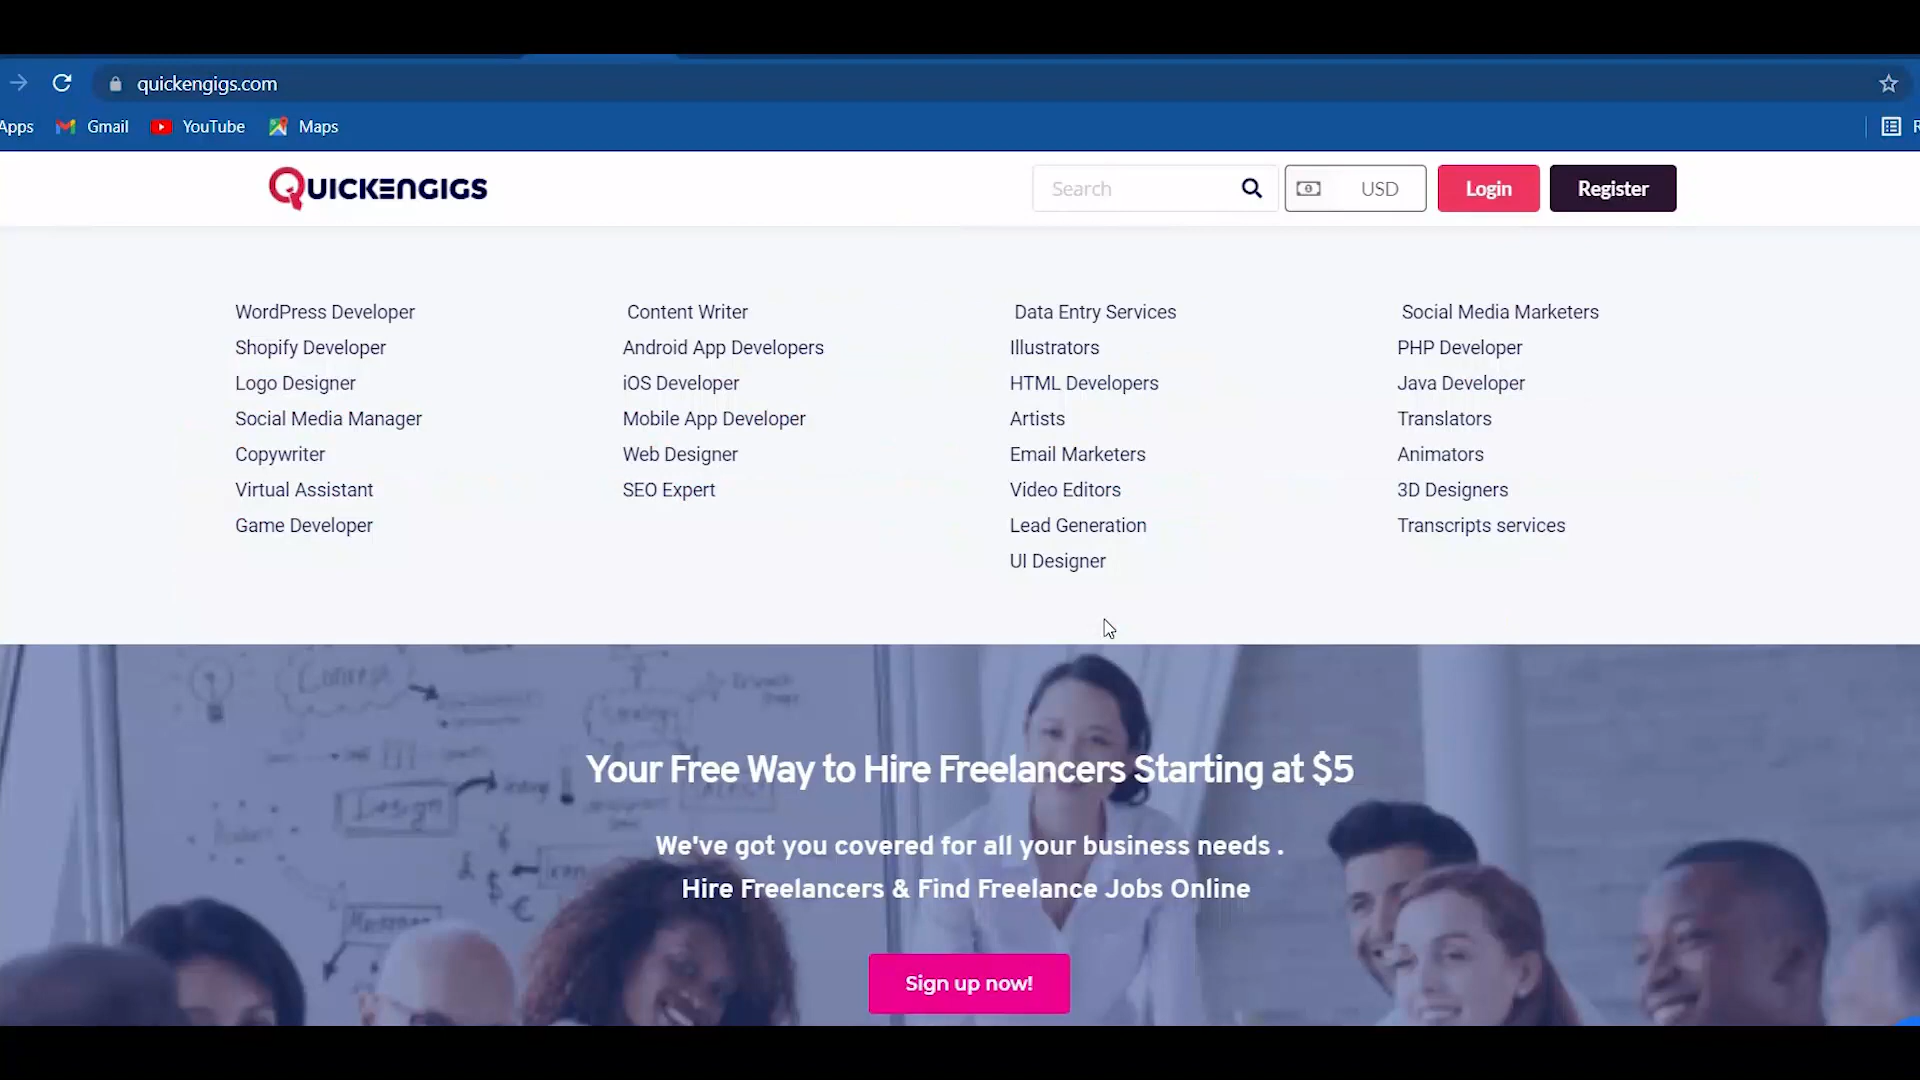 quickengigs.com
Apps Gmail YouTube Maps
QUICKENGIGS
Search USD Login Register
WordPress Developer
Shopify Developer
Logo Designer
Social Media Manager
Copywriter
Virtual Assistant
Game Developer
Content Writer
Android App Developers
iOS Developer
Mobile App Developer
Web Designer
SEO Expert
Data Entry Services
Illustrators
HTML Developers
Artists
Email Marketers
Video Editors
Lead Generation
UI Designer
Social Media Marketers
PHP Developer
Java Developer
Translators
Animators
3D Designers
Transcripts services
Concept
Design
Your Free Way to Hire Freelancers Starting at $5
We've got you covered for all your business needs .
Hire Freelancers & Find Freelance Jobs Online
Sign up now!